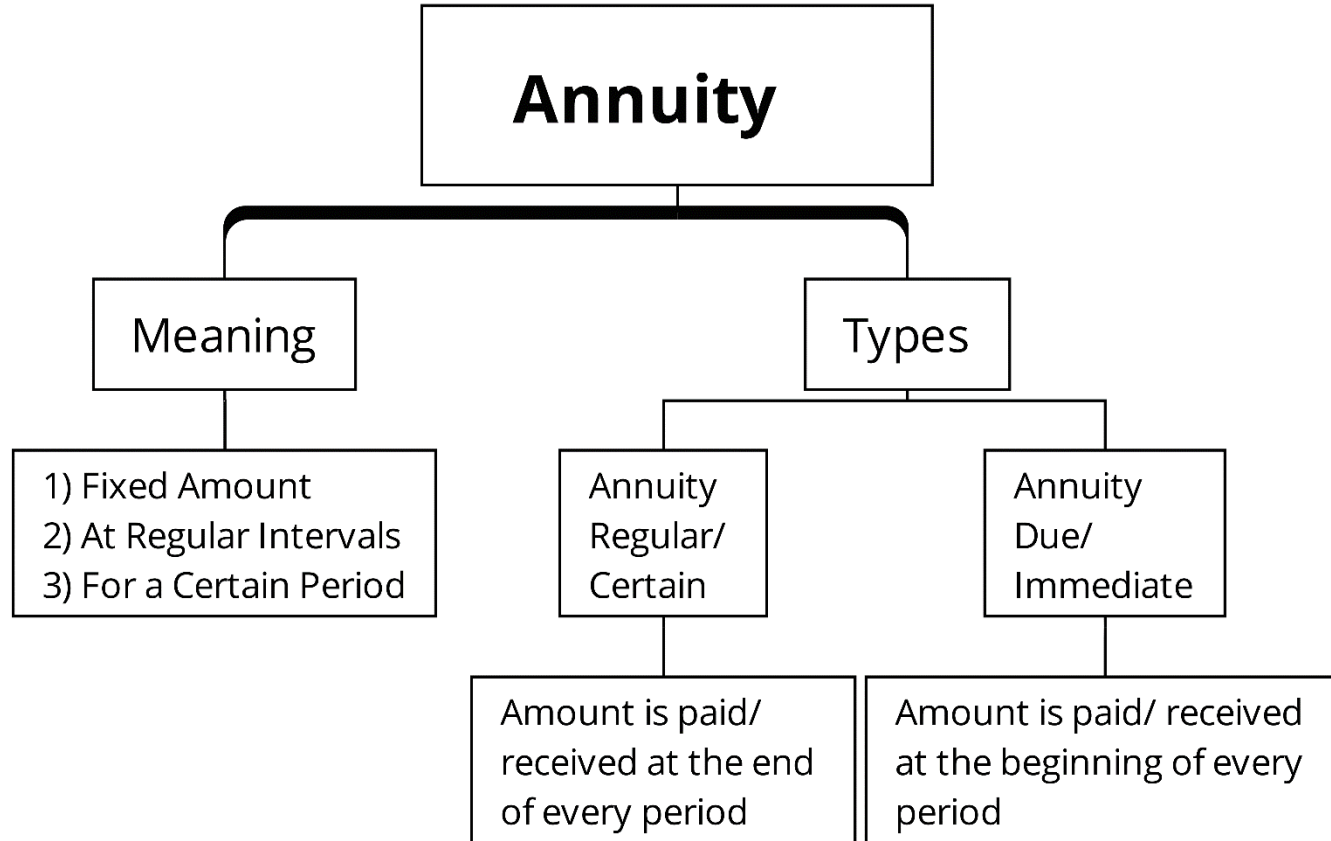 Annuity
Meaning
Types
1) Fixed Amount
2) At Regular Intervals
3) For a Certain Period
Annuity
Regular/
Certain
Annuity
Due/
Immediate
Amount is paid/
received at the end
of every period
Amount is paid/ received
at the beginning of every
period